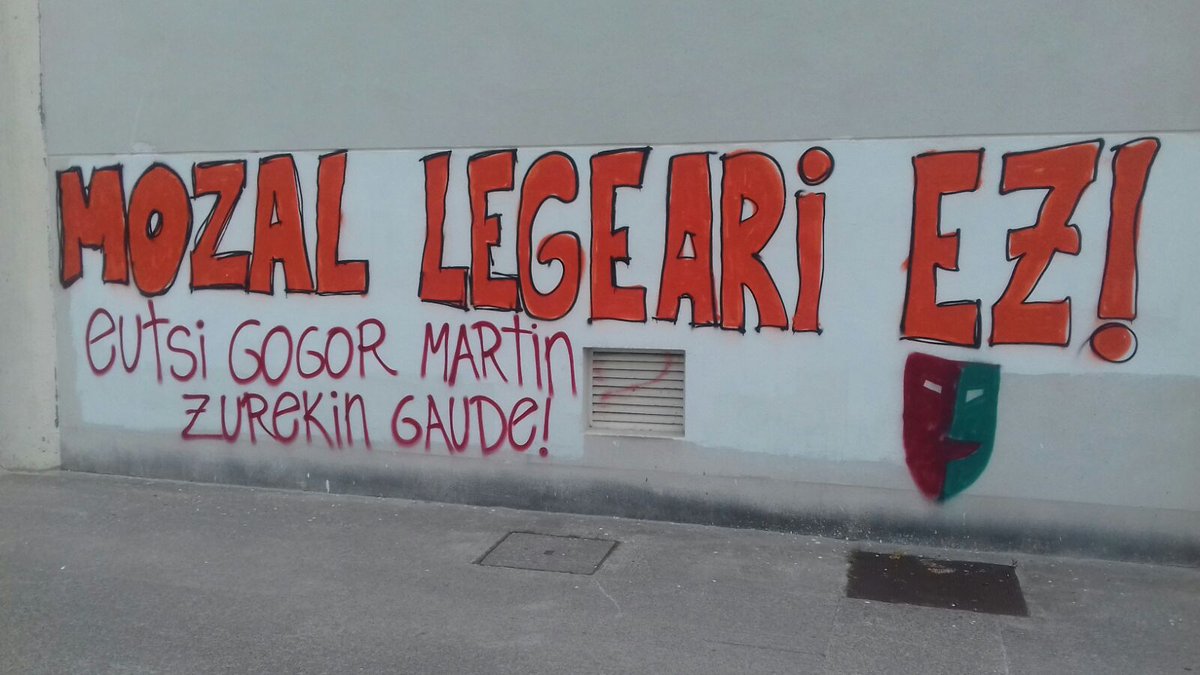 MOZAL LEGEARi EZ!
eutsi GOGOR MARtin
ZUREKin GAUDE!